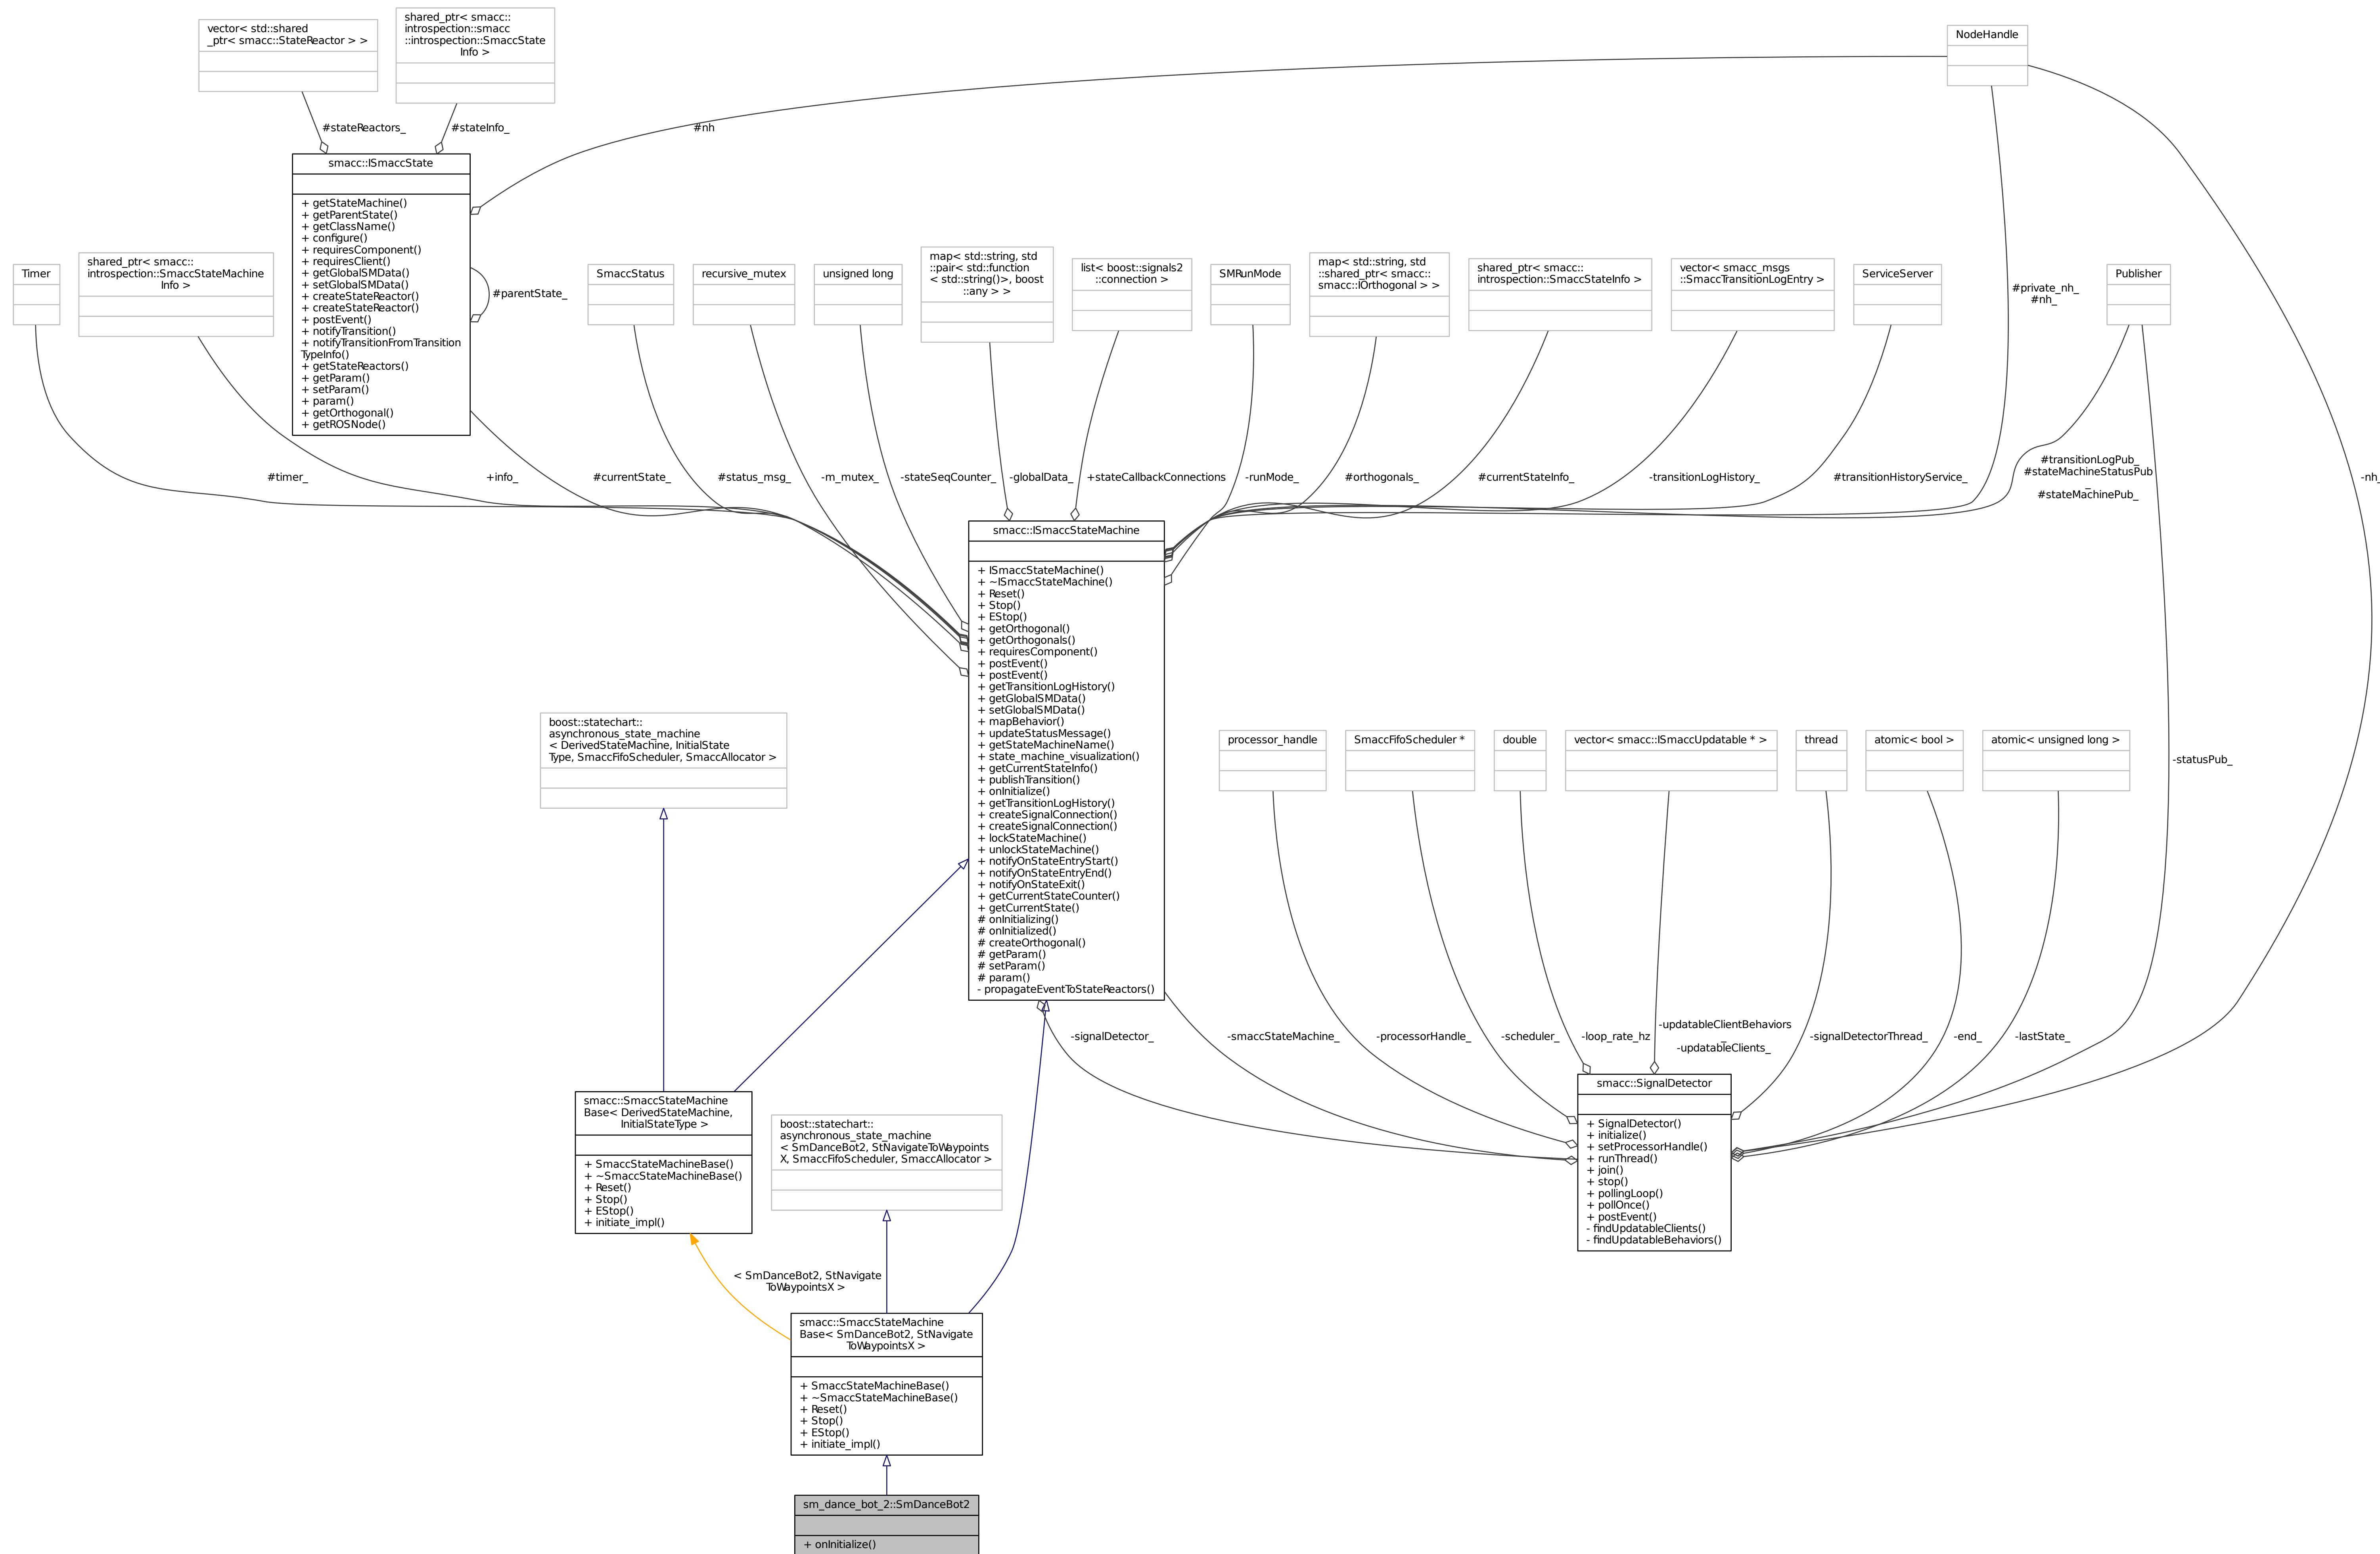 vector< std::shared
_ptr< smacc::StateReactor > >
shared_ptr< smacc::
introspection::smacc
::introspection::SmaccState
Info >
NodeHandle
#stateReactors_
#stateInfo_
#nh
smacc::ISmaccState
+ getStateMachine()
+ getParentState()
+ getClassName()
+ configure()
+ requiresComponent()
+ requiresClient()
+ getGlobalSMData()
+ setGlobalSMData()
+ createStateReactor()
+ createStateReactor()
+ postEvent()
+ notifyTransition()
+ notifyTransitionFromTransition
TypeInfo()
+ getStateReactors()
+ getParam()
+ setParam()
+ param()
+ getOrthogonal()
+ getROSNode()
#parentState_
Timer
shared_ptr< smacc::
introspection::SmaccStateMachine
Info >
SmaccStatus
recursive_mutex
unsigned long
map< std::string, std
::pair< std::function
< std::string()>, boost
::any > >
list< boost::signals2
::connection >
SMRunMode
map< std::string, std
::shared_ptr< smacc::
smacc::IOrthogonal > >
shared_ptr< smacc::
introspection::SmaccStateInfo >
vector< smacc_msgs
::SmaccTransitionLogEntry >
ServiceServer
Publisher
#private_nh_
#nh_
#timer_
+info_
#currentState_
#status_msg_
-m_mutex_
-stateSeqCounter_
-globalData_
+stateCallbackConnections
-runMode_
#orthogonals_
#currentStateInfo_
-transitionLogHistory_
#transitionHistoryService_
#transitionLogPub_
#stateMachineStatusPub
_
#stateMachinePub_
-nh_
smacc::ISmaccStateMachine
+ ISmaccStateMachine()
+ ~ISmaccStateMachine()
+ Reset()
+ Stop()
+ EStop()
+ getOrthogonal()
+ getOrthogonals()
+ requiresComponent()
+ postEvent()
+ postEvent()
+ getTransitionLogHistory()
+ getGlobalSMData()
+ setGlobalSMData()
+ mapBehavior()
+ updateStatusMessage()
+ getStateMachineName()
+ state_machine_visualization()
+ getCurrentStateInfo()
+ publishTransition()
+ onInitialize()
+ getTransitionLogHistory()
+ createSignalConnection()
+ createSignalConnection()
+ lockStateMachine()
+ unlockStateMachine()
+ notifyOnStateEntryStart()
+ notifyOnStateEntryEnd()
+ notifyOnStateExit()
+ getCurrentStateCounter()
+ getCurrentState()
# onInitializing()
# onInitialized()
# createOrthogonal()
# getParam()
# setParam()
# param()
- propagateEventToStateReactors()
boost::statechart::
asynchronous_state_machine
< DerivedStateMachine, InitialState
Type, SmaccFifoScheduler, SmaccAllocator >
processor_handle
SmaccFifoScheduler *
double
vector< smacc::ISmaccUpdatable * >
thread
atomic< bool >
atomic< unsigned long >
-statusPub_
-signalDetector_
-smaccStateMachine_
-processorHandle_
-scheduler_
-loop_rate_hz
-updatableClientBehaviors
_
-updatableClients_
-signalDetectorThread_
-end_
-lastState_
smacc::SignalDetector
+ SignalDetector()
+ initialize()
+ setProcessorHandle()
+ runThread()
+ join()
+ stop()
+ pollingLoop()
+ pollOnce()
+ postEvent()
- findUpdatableClients()
- findUpdatableBehaviors()
smacc::SmaccStateMachine
Base< DerivedStateMachine,
InitialStateType >
+ SmaccStateMachineBase()
+ ~SmaccStateMachineBase()
+ Reset()
+ Stop()
+ EStop()
+ initiate_impl()
boost::statechart::
asynchronous_state_machine
< SmDanceBot2, StNavigateToWaypoints
X, SmaccFifoScheduler, SmaccAllocator >
< SmDanceBot2, StNavigate
ToWaypointsX >
smacc::SmaccStateMachine
Base< SmDanceBot2, StNavigate
ToWaypointsX >
+ SmaccStateMachineBase()
+ ~SmaccStateMachineBase()
+ Reset()
+ Stop()
+ EStop()
+ initiate_impl()
sm_dance_bot_2::SmDanceBot2
+ onInitialize()